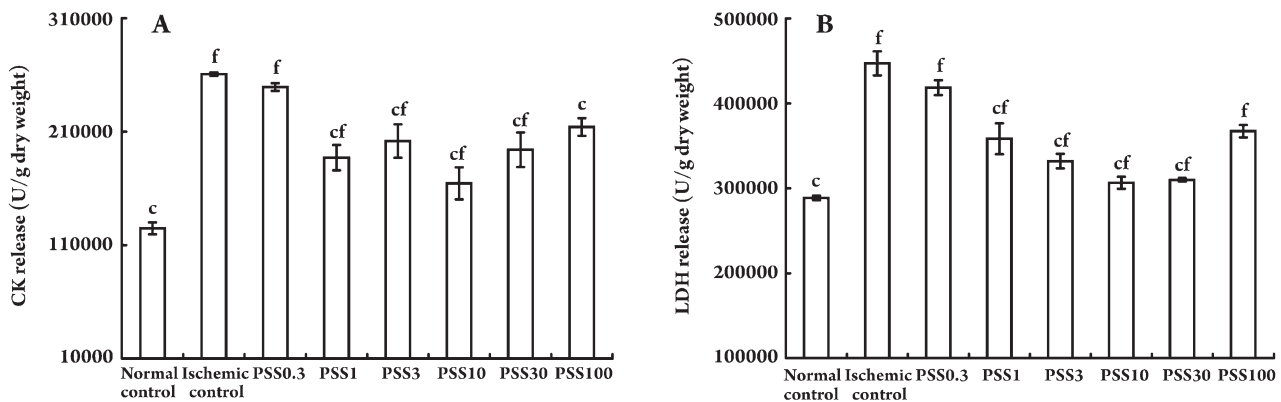 A
CK release (U/g dry weight)
310000
210000
110000
10000
c
f
f
cf
cf
cf
cf
c
Normal control
Ischemic control
PSS0.3
PSS1
PSS3
PSS10
PSS30
PSS100
B
LDH release (U/g dry weight)
500000
400000
300000
200000
100000
c
f
f
cf
cf
cf
cf
f
Normal control
Ischemic control
PSS0.3
PSS1
PSS3
PSS10
PSS30
PSS100